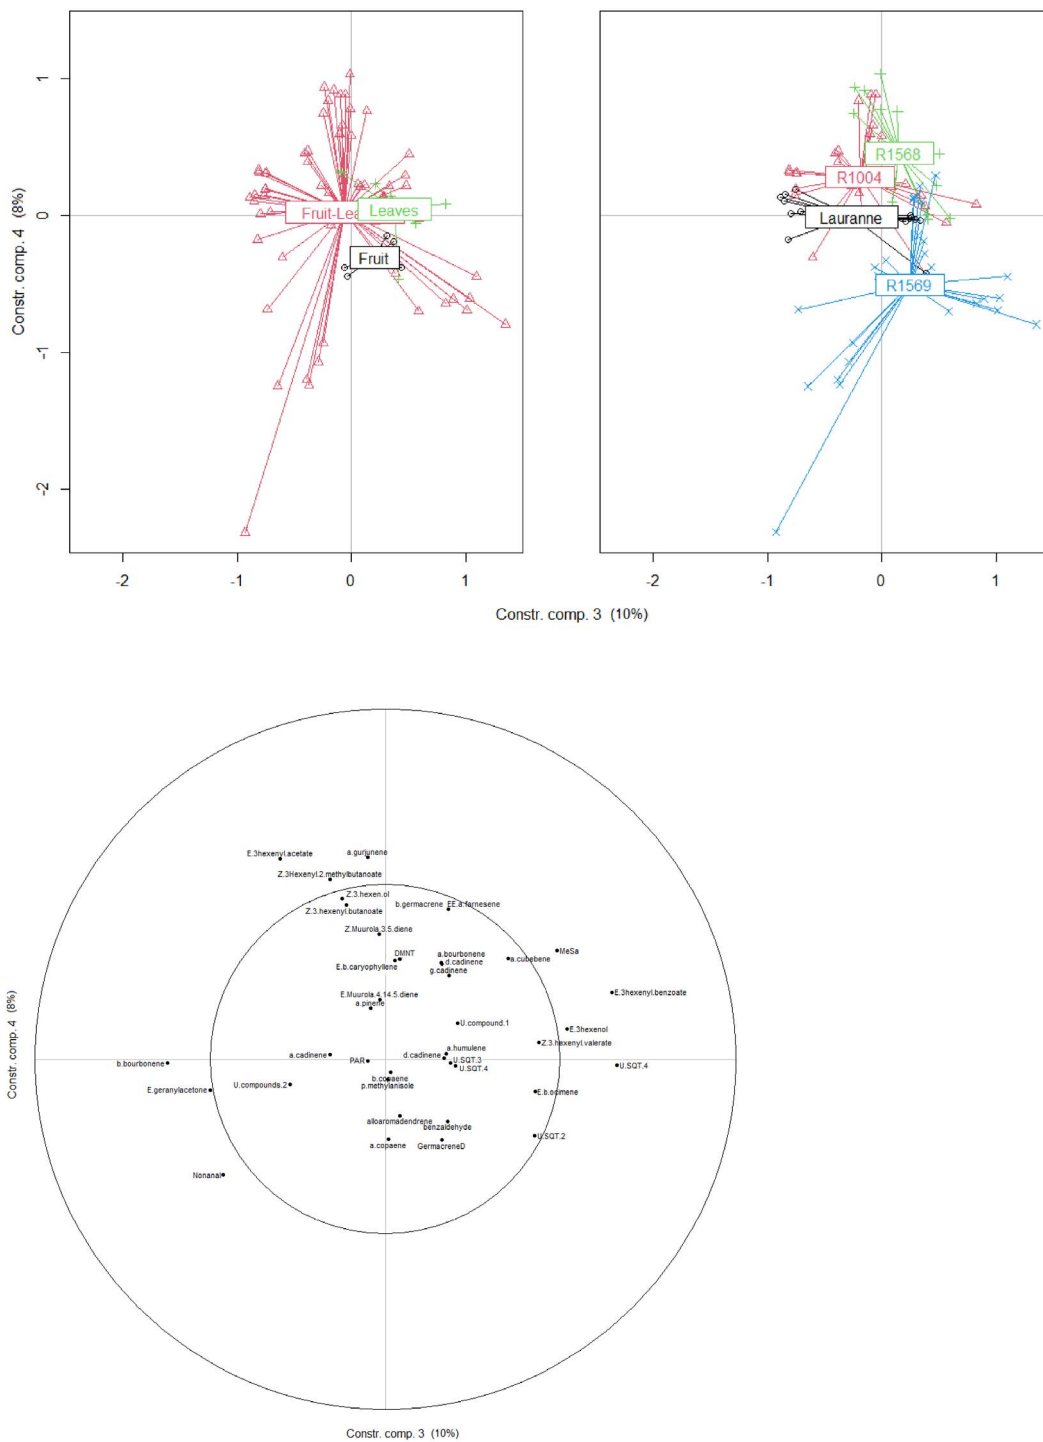 Constr. comp. 4 (8%)
1
0
-1
-2
Fruit-Lea
Leaves
Fruit
R1568
R1004
Lauranne
R1569
-2
-1
0
1
-2
-1
0
1
Constr. comp. 3 (10%)
E.3hexenyl.acetate
a.gurjunene
Z.3Hexenyl.2.methylbutanoate
Z.3.hexen.ol
Z.3.hexenyl.butanoate
b.germacrene
EE.a.farnesene
Z.Muurola.3.5.diene
DMNT
E.b.caryophyllene
a.bourbonene
d.cadinene
g.cadinene
a.cubebene
MeSa
E.Muurola.4.14.5.diene
a.pinene
E.3hexenyl.benzoate
U.compound.1
E.3hexenol
Z.3.hexenyl.valerate
a.humulene
a.cadinene
PAR
d.cadinene
U.SQT.3
U.SQT.4
U.SQT.4
b.bourbonene
E.geranylacetone
U.compounds.2
b.copaene
p.methylanisole
E.b.ocimene
alloaromadendrene
benzaldehyde
a.copaene
GermacreneD
U.SQT.2
Nonanal
Constr. comp. 4 (8%)
Constr. comp. 3 (10%)